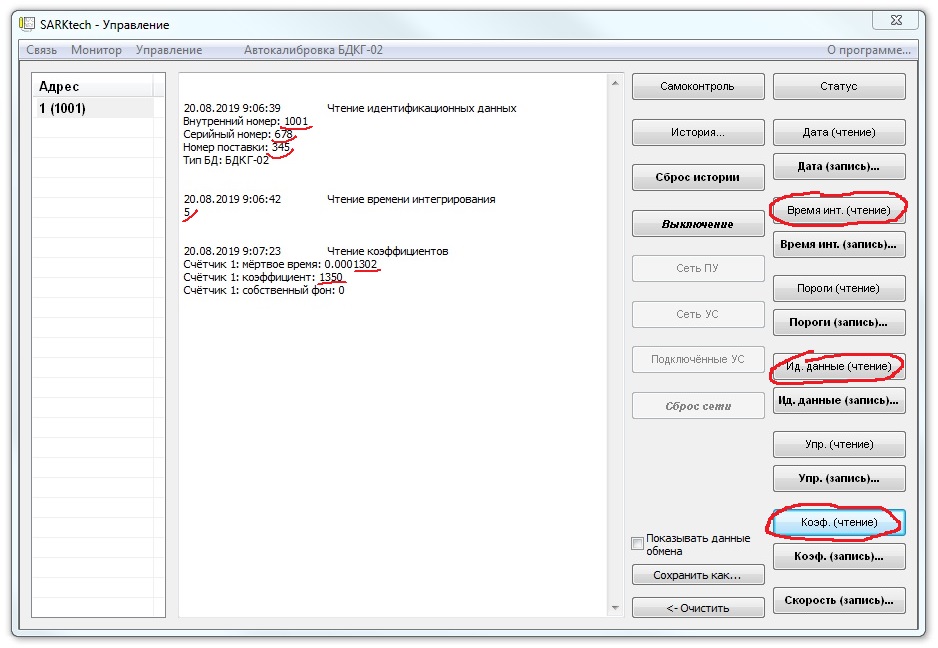 SARKtech - Управление
Связь Монитор Управление Автокалибровка БДКГ-02 О программе...
Адрес
1 (1001)
20.08.2019 9:06:39 Чтение идентификационных данных
Внутренний номер: 1001
Серийный номер: 678
Номер поставки: 345
Тип БД: БДКГ-02
20.08.2019 9:06:42 Чтение времени интегрирования
5
20.08.2019 9:07:23 Чтение коэффициентов
Счётчик 1: мёртвое время: 0.0001302
Счётчик 1: коэффициент: 1350
Счётчик 1: собственный фон: 0
Самоконтроль
История...
Сброс истории
Выключение
Сеть ПУ
Сеть УС
Подключённые УС
Сброс сети
Показывать данные
обмена
Сохранить как...
<- Очистить
Статус
Дата (чтение)
Дата (запись)...
Время инт. (чтение)
Время инт. (запись)...
Пороги (чтение)
Пороги (запись)...
Ид. данные (чтение)
Ид. данные (запись)...
Упр. (чтение)
Упр. (запись)...
Коэф. (чтение)
Коэф. (запись)...
Скорость (запись)...